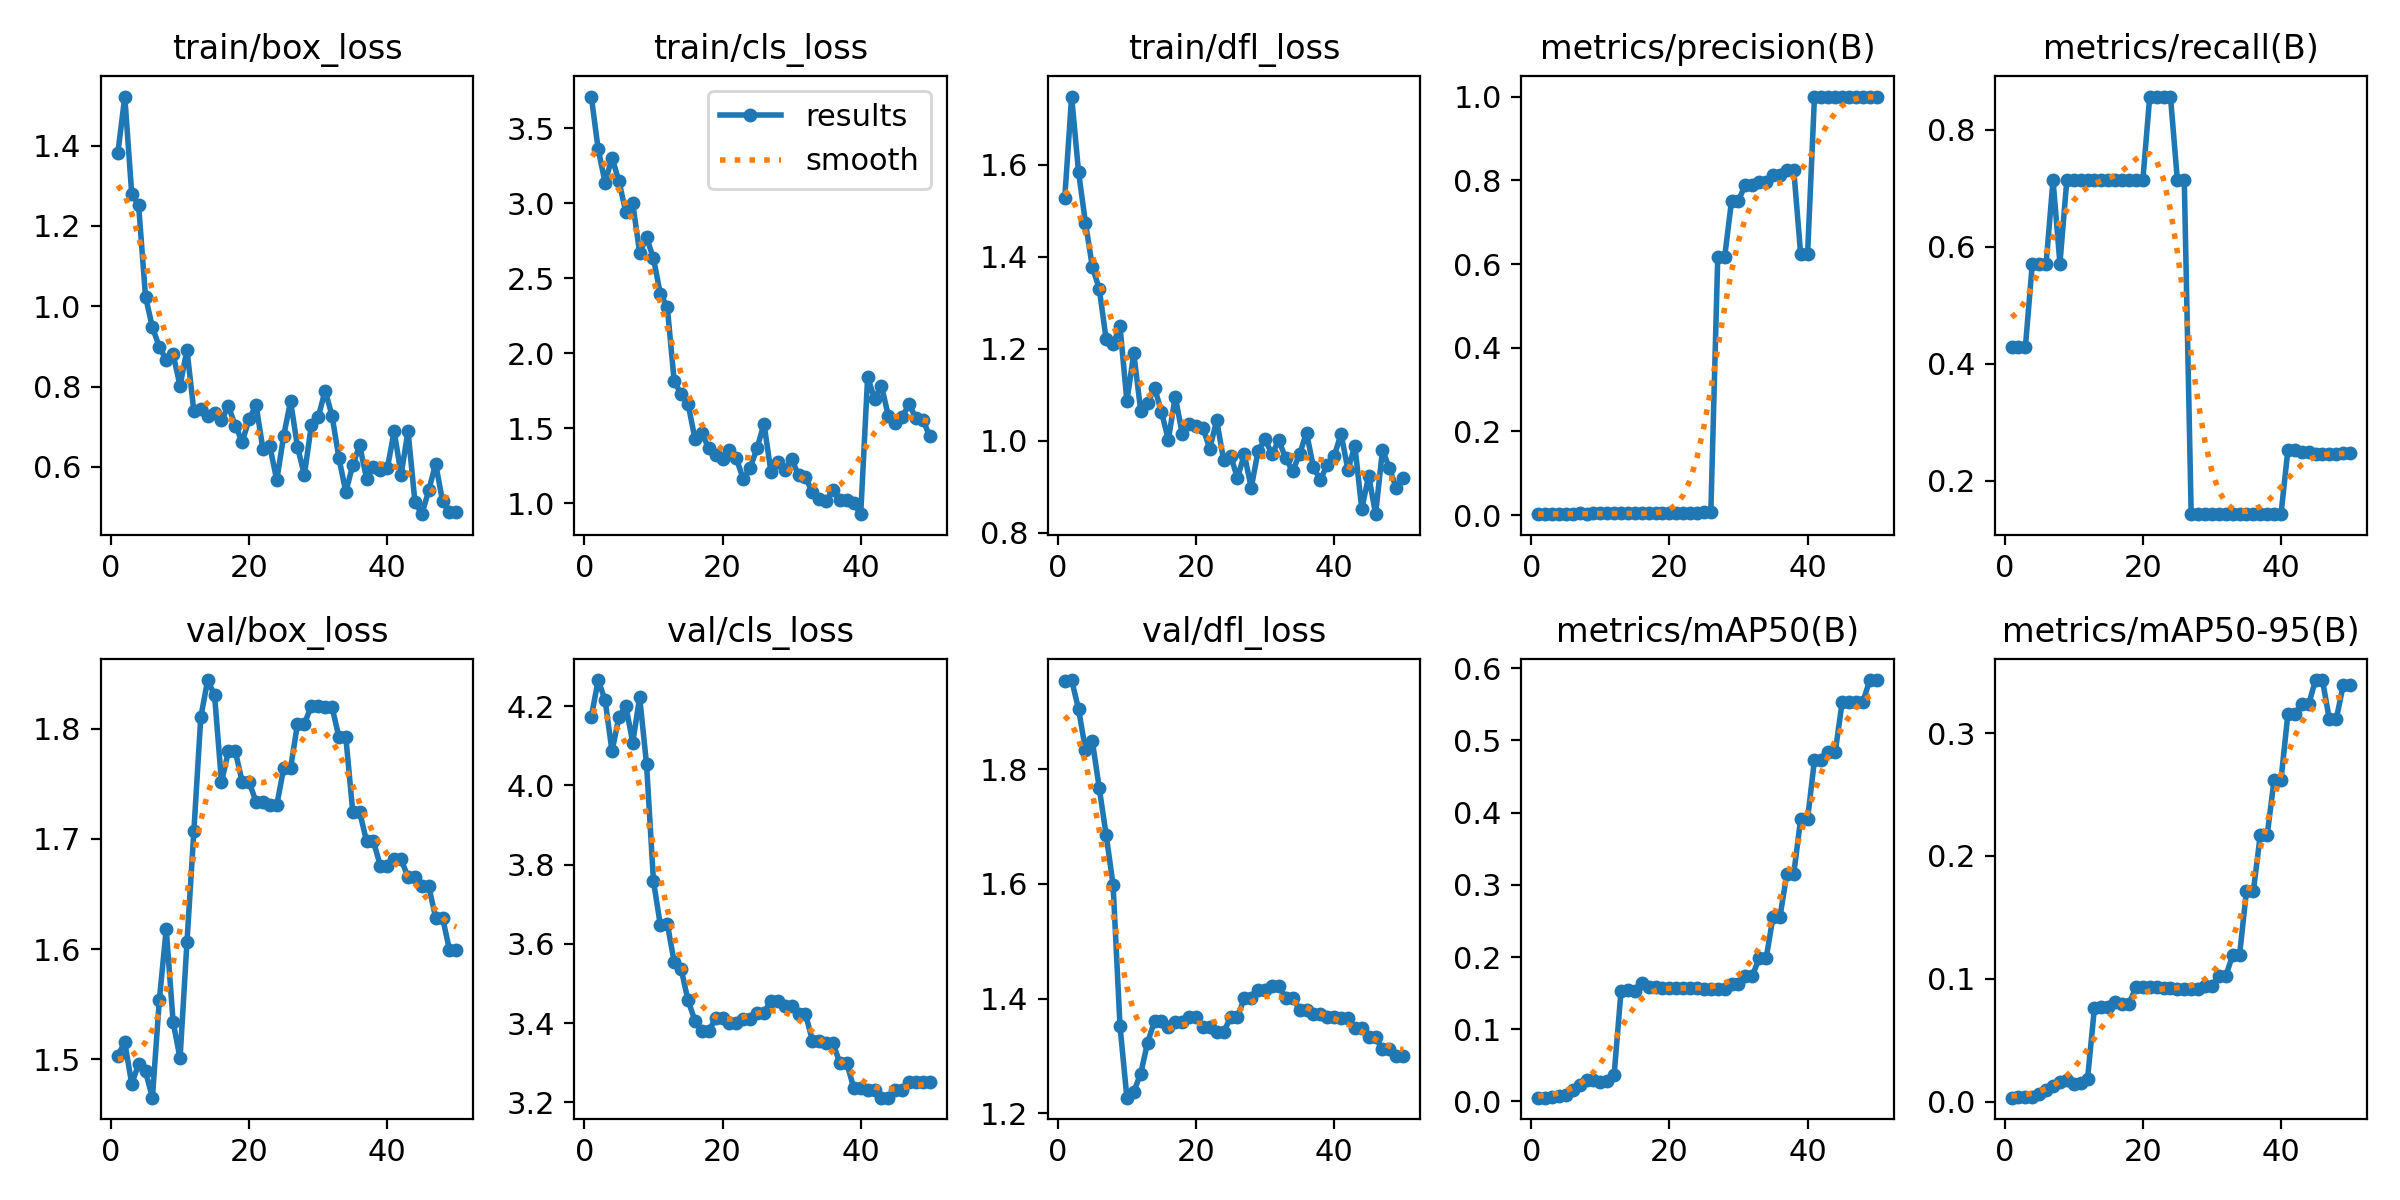 train/box_loss
1.4
1.2
1.0
0.8
0.6
0 20 40
train/cls_loss
results
smooth
3.5
3.0
2.5
2.0
1.5
1.0
0 20 40
train/dfl_loss
1.6
1.4
1.2
1.0
0.8
0 20 40
metrics/precision(B)
1.0
0.8
0.6
0.4
0.2
0.0
0 20 40
metrics/recall(B)
0.8
0.6
0.4
0.2
0 20 40
val/box_loss
1.8
1.7
1.6
1.5
0 20 40
val/cls_loss
4.2
4.0
3.8
3.6
3.4
3.2
0 20 40
val/dfl_loss
1.8
1.6
1.4
1.2
0 20 40
metrics/mAP50(B)
0.6
0.5
0.4
0.3
0.2
0.1
0.0
0 20 40
metrics/mAP50-95(B)
0.3
0.2
0.1
0.0
0 20 40